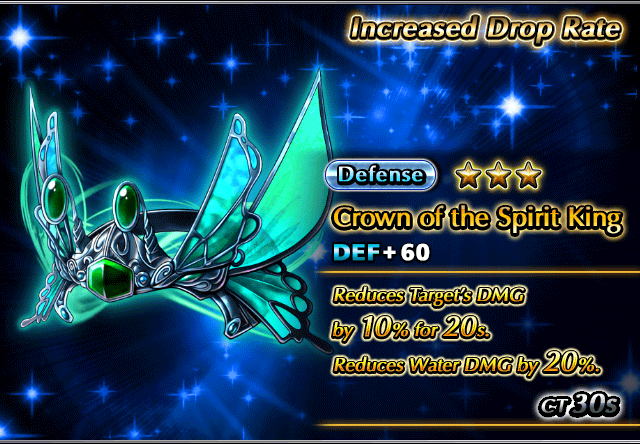 Increased Drop Rate
Defense
Crown of the Spirit King
DEF+60
Reduces Target's DMG
by 10% for 20s.
Reduces Water DMG by 20%.
CT 30s